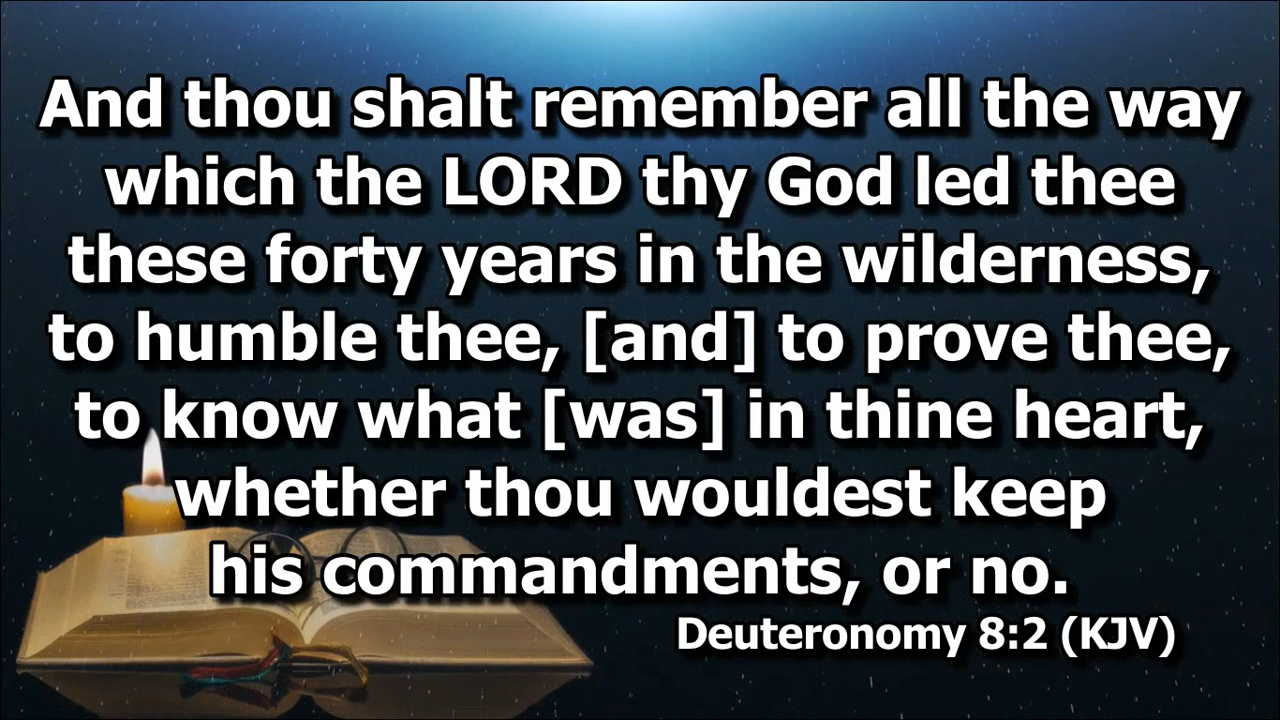 And thou shalt remember all the way
which the LORD thy God led thee
these forty years in the wilderness,
to humble thee, [and] to prove thee,
to know what [was] in thine heart,
whether thou wouldest keep
his commandments, or no.
Deuteronomy 8:2 (KJV)